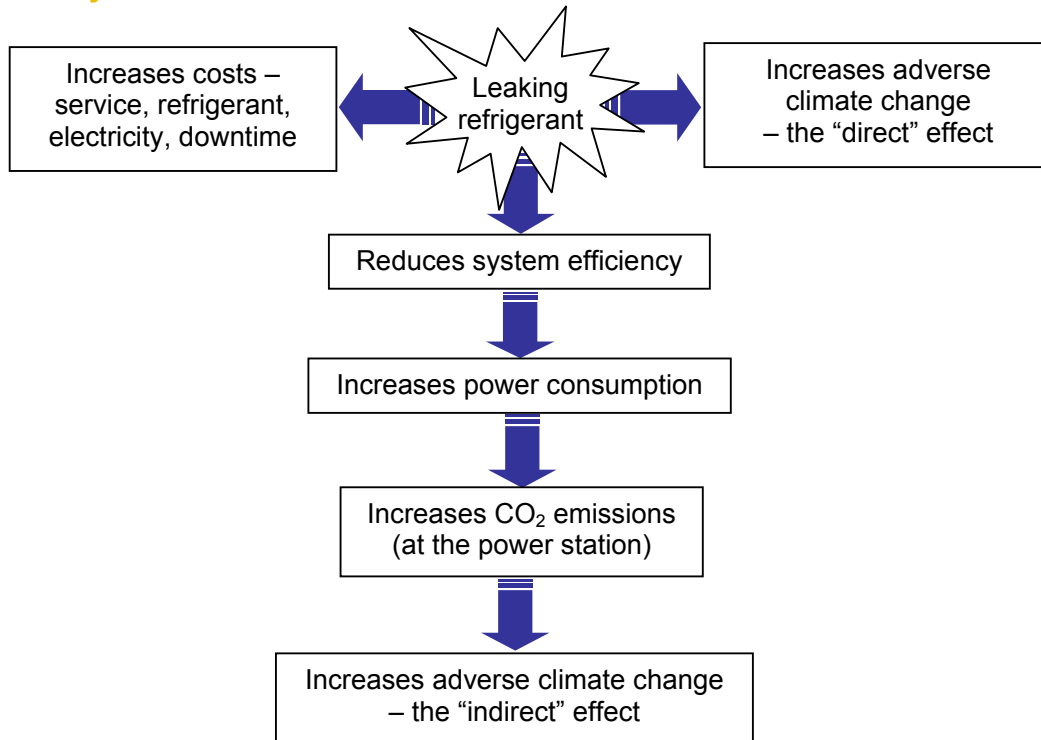 Increases costs –
service, refrigerant,
electricity, downtime
Leaking
refrigerant
Increases adverse
climate change
– the “direct” effect
Reduces system efficiency
Increases power consumption
Increases CO₂ emissions
(at the power station)
Increases adverse climate change
– the “indirect” effect